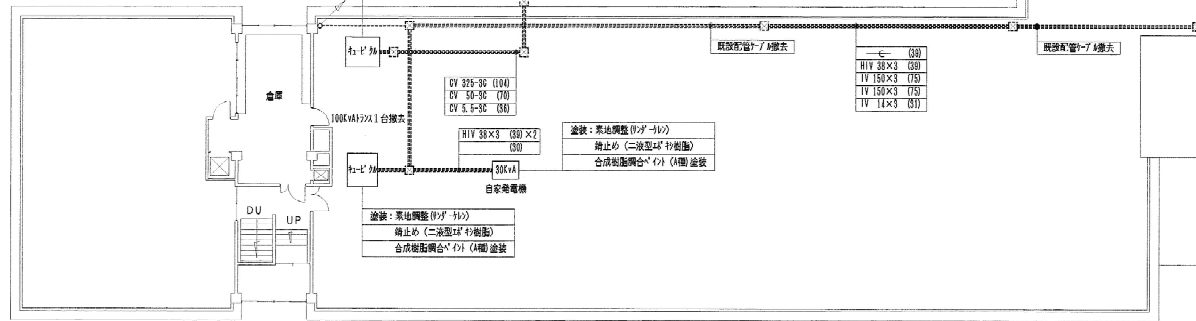 キュービクル
既設配管ケーブル撤去
既設配管ケーブル撤去
C (39)
HIV 38×3 (39)
IV 150×3 (75)
IV 150×3 (75)
IV 14×3 (31)
CV 325-3C (104)
CV 50-3C (70)
CV 5.5-3C (36)
倉庫
100KvAトランス1台撤去
HIV 38×3 (39)×2
(30)
塗装:素地調整(サンダーケレン)
錆止め(二液型エポキシ樹脂)
合成樹脂調合ペイント(A種)塗装
キュービクル
30KvA
自家発電機
塗装:素地調整(サンダーケレン)
錆止め(二液型エポキシ樹脂)
合成樹脂調合ペイント(A種)塗装
DU
UP